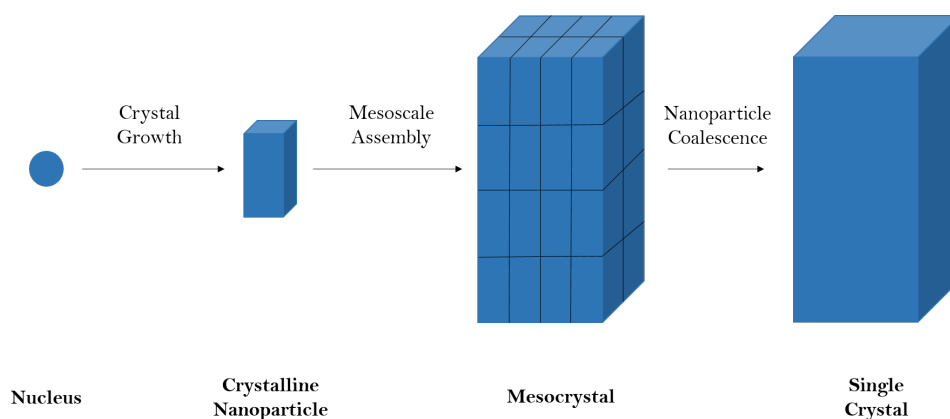 Crystal
Growth
Mesoscale
Assembly
Nanoparticle
Coalescence
Nucleus
Crystalline
Nanoparticle
Mesocrystal
Single
Crystal